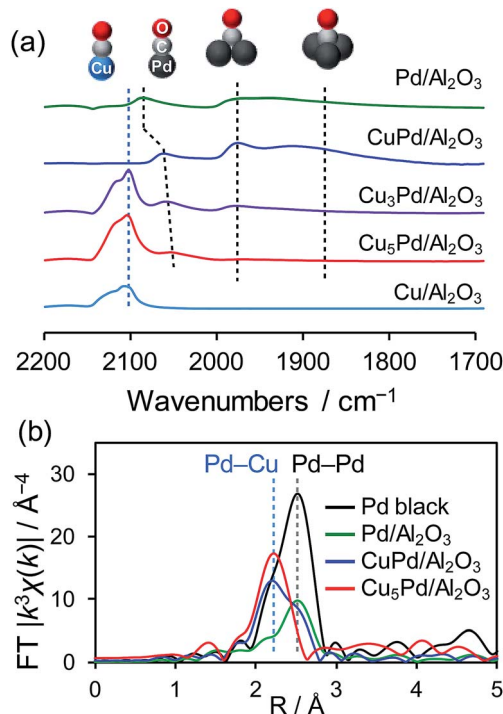 (a)
O
C
Cu
Pd
Pd/Al₂O₃
CuPd/Al₂O₃
Cu₃Pd/Al₂O₃
Cu₅Pd/Al₂O₃
Cu/Al₂O₃
2200 2100 2000 1900 1800 1700
Wavenumbers / cm⁻¹
(b)
Pd–Cu Pd–Pd
30
20
10
0
FT |k³χ(k)| / Å⁻⁴
Pd black
Pd/Al₂O₃
CuPd/Al₂O₃
Cu₅Pd/Al₂O₃
0 1 2 3 4 5
R / Å